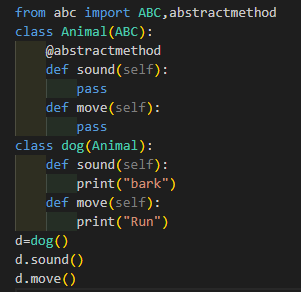 from abc import ABC,abstractmethod
class Animal(ABC):
    @abstractmethod
    def sound(self):
        pass
    def move(self):
        pass
class dog(Animal):
    def sound(self):
        print("bark")
    def move(self):
        print("Run")
d=dog()
d.sound()
d.move()